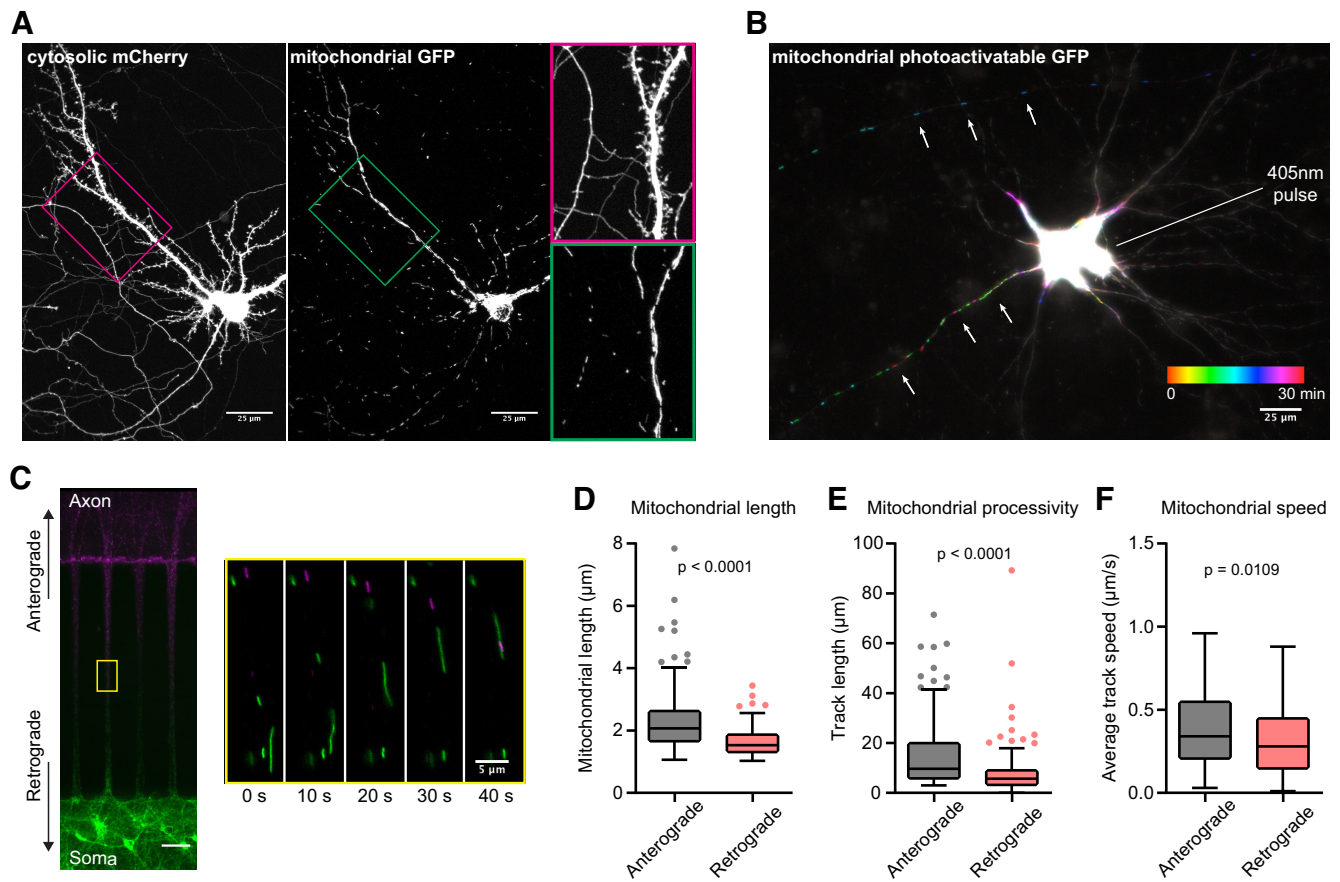 A
cytosolic mCherry
mitochondrial GFP
25 μm
25 μm
B
mitochondrial photoactivatable GFP
405nm
pulse
0
30 min
25 μm
C
Axon
Anterograde
Retrograde
Soma
5 μm
0 s
10 s
20 s
30 s
40 s
D
Mitochondrial length
Mitochondrial length (μm)
8
6
4
2
0
p < 0.0001
Anterograde
Retrograde
E
Mitochondrial processivity
Track length (μm)
100
80
60
40
20
0
p < 0.0001
Anterograde
Retrograde
F
Mitochondrial speed
Average track speed (μm/s)
1.5
1.0
0.5
0.0
p = 0.0109
Anterograde
Retrograde